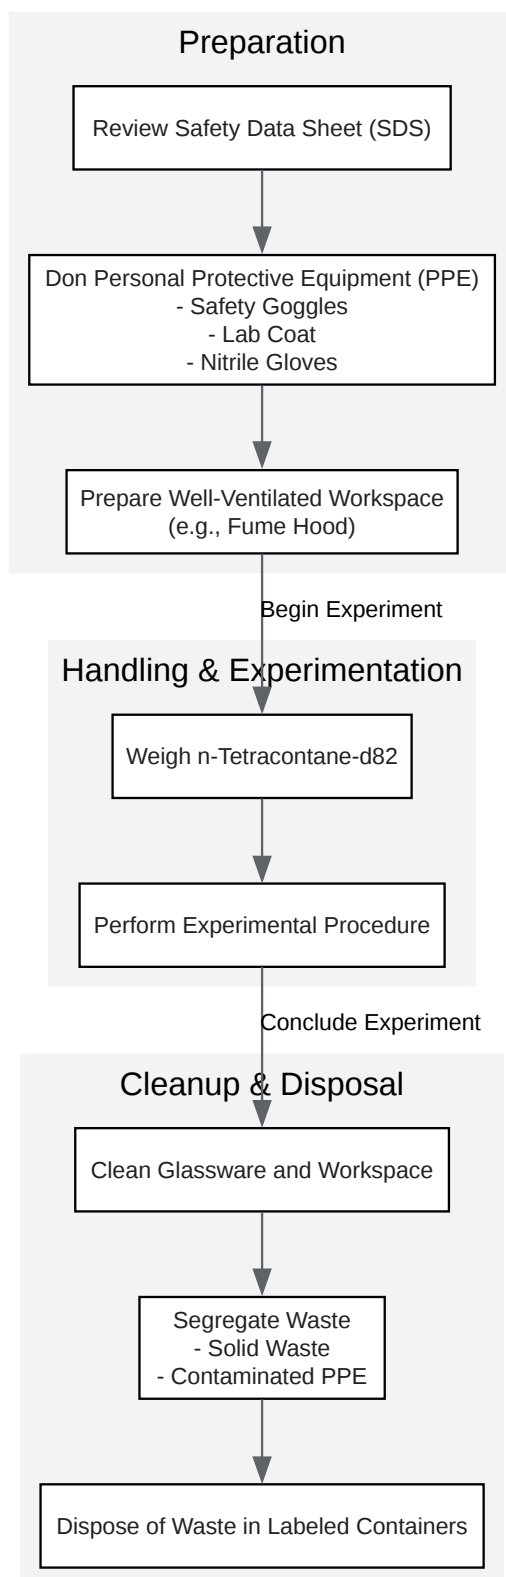 Preparation
Review Safety Data Sheet (SDS)
Don Personal Protective Equipment (PPE)
- Safety Goggles
- Lab Coat
- Nitrile Gloves
Prepare Well-Ventilated Workspace
(e.g., Fume Hood)
Begin Experiment
Handling & Experimentation
Weigh n-Tetracontane-d82
Perform Experimental Procedure
Conclude Experiment
Cleanup & Disposal
Clean Glassware and Workspace
Segregate Waste
- Solid Waste
- Contaminated PPE
Dispose of Waste in Labeled Containers